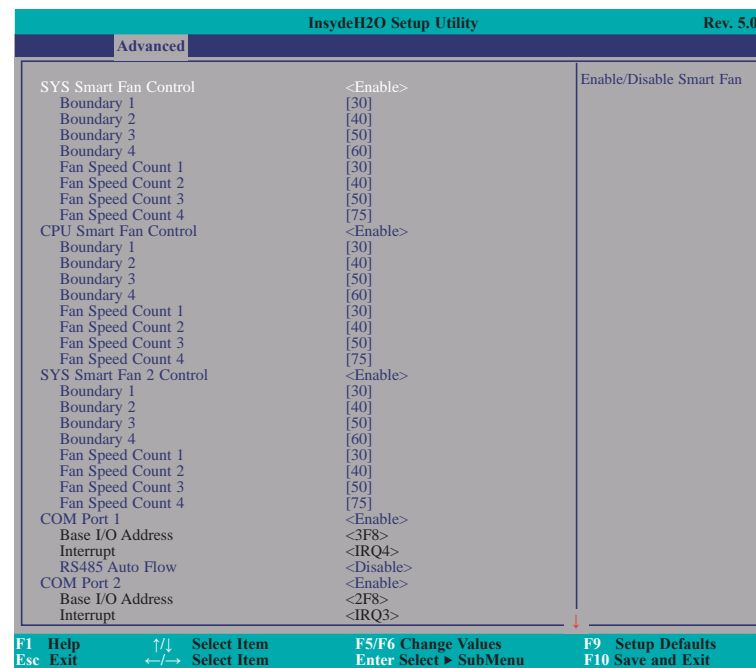 InsydeH2O Setup Utility Rev. 5.0
Advanced
SYS Smart Fan Control <Enable> Enable/Disable Smart Fan
Boundary 1 [30]
Boundary 2 [40]
Boundary 3 [50]
Boundary 4 [60]
Fan Speed Count 1 [30]
Fan Speed Count 2 [40]
Fan Speed Count 3 [50]
Fan Speed Count 4 [75]
CPU Smart Fan Control <Enable>
Boundary 1 [30]
Boundary 2 [40]
Boundary 3 [50]
Boundary 4 [60]
Fan Speed Count 1 [30]
Fan Speed Count 2 [40]
Fan Speed Count 3 [50]
Fan Speed Count 4 [75]
SYS Smart Fan 2 Control <Enable>
Boundary 1 [30]
Boundary 2 [40]
Boundary 3 [50]
Boundary 4 [60]
Fan Speed Count 1 [30]
Fan Speed Count 2 [40]
Fan Speed Count 3 [50]
Fan Speed Count 4 [75]
COM Port 1 <Enable>
Base I/O Address <3F8>
Interrupt <IRQ4>
RS485 Auto Flow <Disable>
COM Port 2 <Enable>
Base I/O Address <2F8>
Interrupt <IRQ3>
↓
F1 Help ↑/↓ Select Item F5/F6 Change Values F9 Setup Defaults
Esc Exit ←/→ Select Item Enter Select ► SubMenu F10 Save and Exit